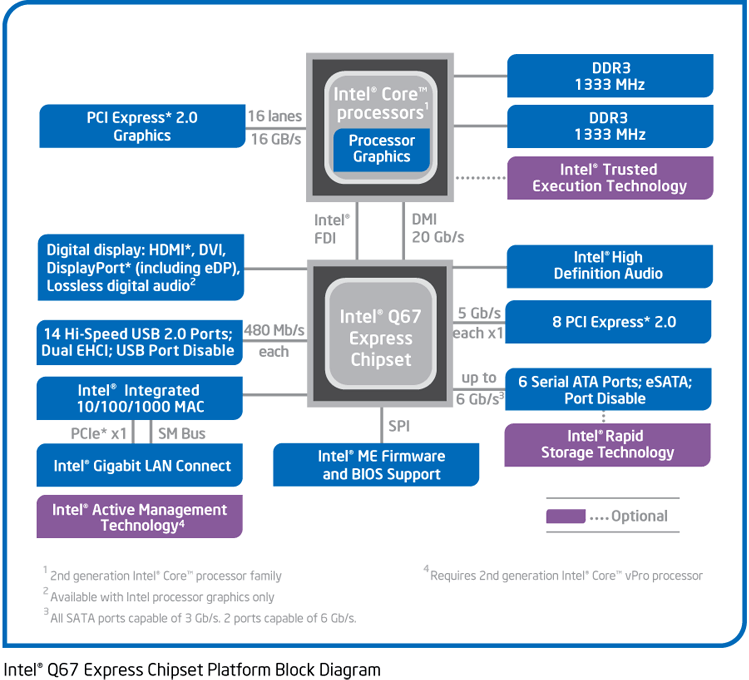 Intel® Core™
processors¹
Processor
Graphics
PCI Express* 2.0
Graphics
16 lanes
16 GB/s
DDR3
1333 MHz
DDR3
1333 MHz
Intel® Trusted
Execution Technology
Intel®
FDI
DMI
20 Gb/s
Digital display: HDMI*, DVI,
DisplayPort* (including eDP),
Lossless digital audio²
Intel® High
Definition Audio
Intel® Q67
Express
Chipset
14 Hi-Speed USB 2.0 Ports;
Dual EHCI; USB Port Disable
480 Mb/s
each
5 Gb/s
each x1
8 PCI Express* 2.0
Intel® Integrated
10/100/1000 MAC
up to
6 Gb/s³
6 Serial ATA Ports; eSATA;
Port Disable
PCIe* x1
SM Bus
SPI
Intel® Rapid
Storage Technology
Intel® Gigabit LAN Connect
Intel® ME Firmware
and BIOS Support
Intel® Active Management
Technology⁴
Optional
¹ 2nd generation Intel® Core™ processor family
² Available with Intel processor graphics only
³ All SATA ports capable of 3 Gb/s. 2 ports capable of 6 Gb/s.
⁴ Requires 2nd generation Intel® Core™ vPro processor
Intel® Q67 Express Chipset Platform Block Diagram